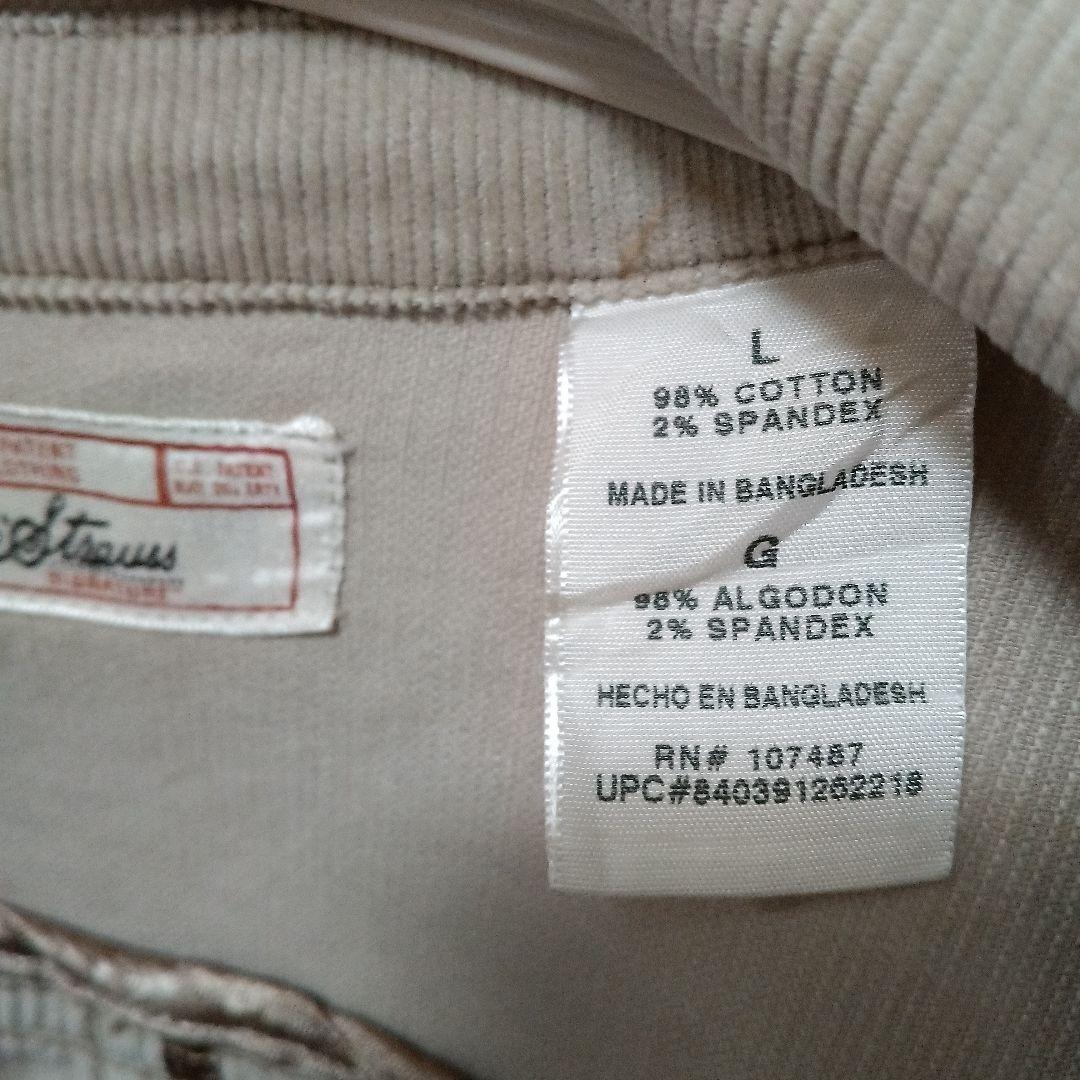 L
98% COTTON
2% SPANDEX
MADE IN BANGLADESH
G
98% ALGODON
2% SPANDEX
HECHO EN BANGLADESH
RN# 107487
UPC#840391262218
Strauss
SIGNATURE